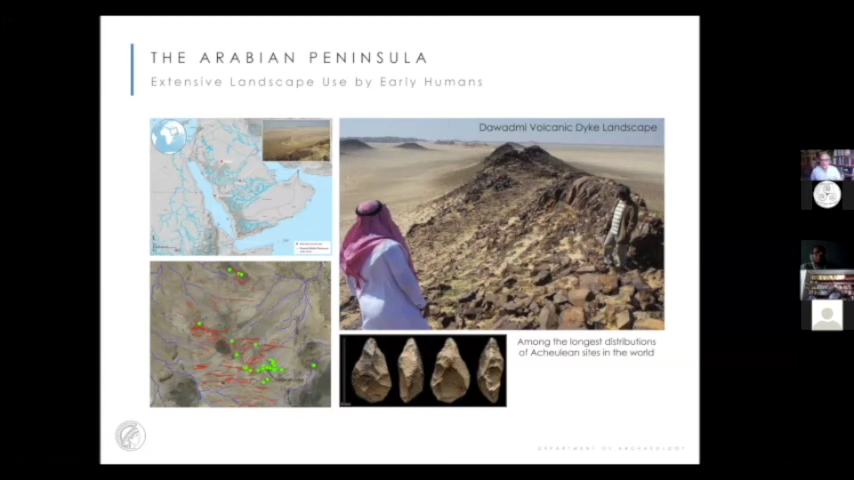 THE ARABIAN PENINSULA
Extensive Landscape Use by Early Humans
Dawadmi Volcanic Dyke Landscape
Among the longest distributions
of Acheulean sites in the world
DEPARTMENT OF ARCHAEOLOGY